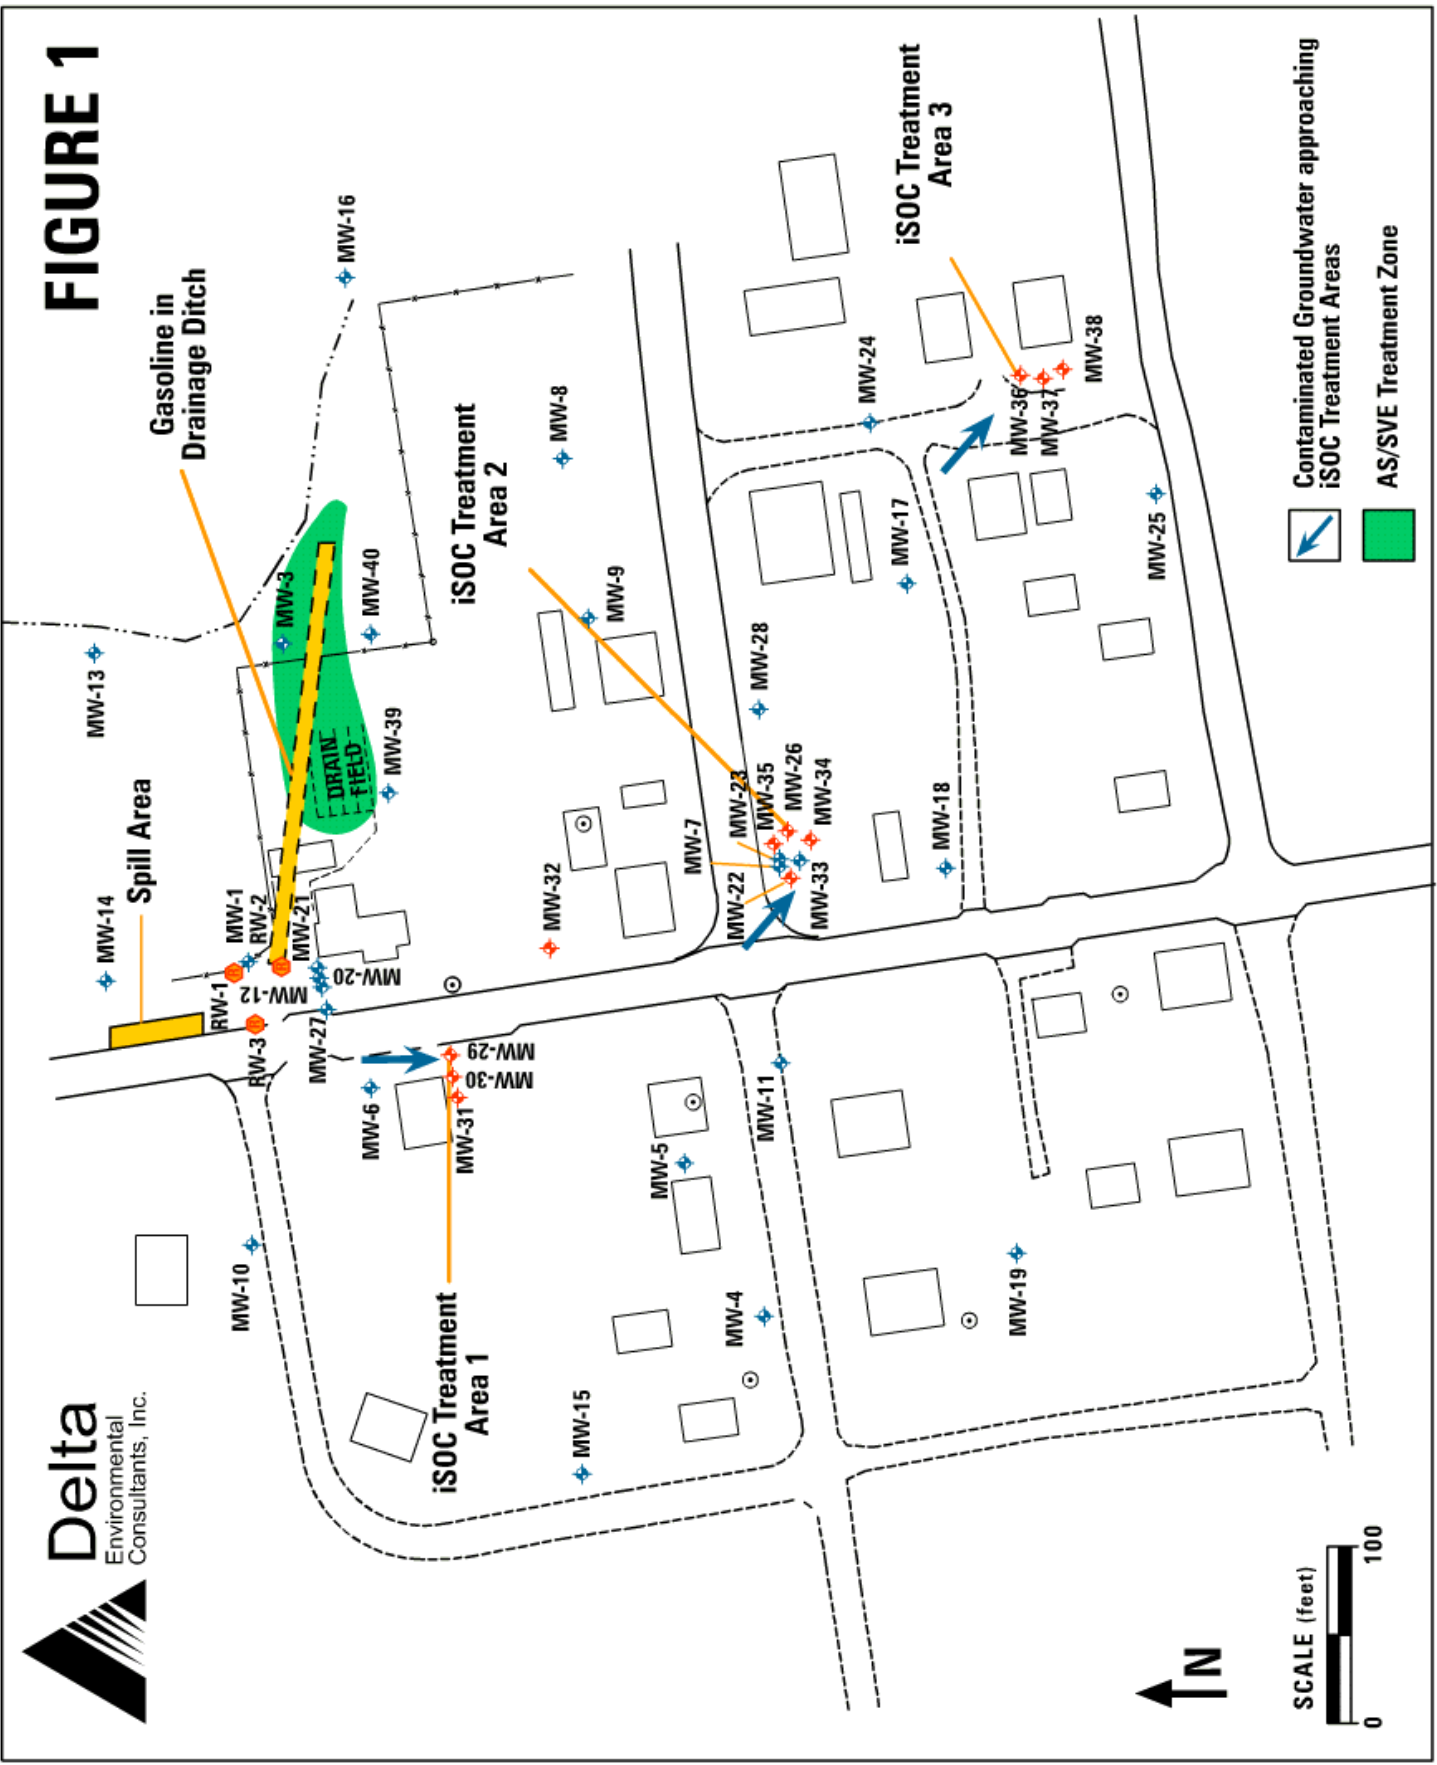 FIGURE 1
Delta
Environmental
Consultants, Inc.
Gasoline in
Drainage Ditch
Spill Area
iSOC Treatment
Area 1
iSOC Treatment
Area 2
iSOC Treatment
Area 3
MW-16
MW-8
MW-3
MW-40
MW-9
MW-13
MW-39
DRAIN
FIELD
MW-14
MW-1
RW-2
MW-21
RW-1
MW-12
MW-20
RW-3
MW-27
MW-29
MW-30
MW-31
MW-6
MW-10
MW-32
MW-7
MW-23
MW-35
MW-26
MW-34
MW-22
MW-33
MW-28
MW-24
MW-17
MW-18
MW-36
MW-37
MW-38
MW-25
MW-5
MW-11
MW-4
MW-15
MW-19
N
SCALE (feet)
0
100
Contaminated Groundwater approaching
iSOC Treatment Areas
AS/SVE Treatment Zone